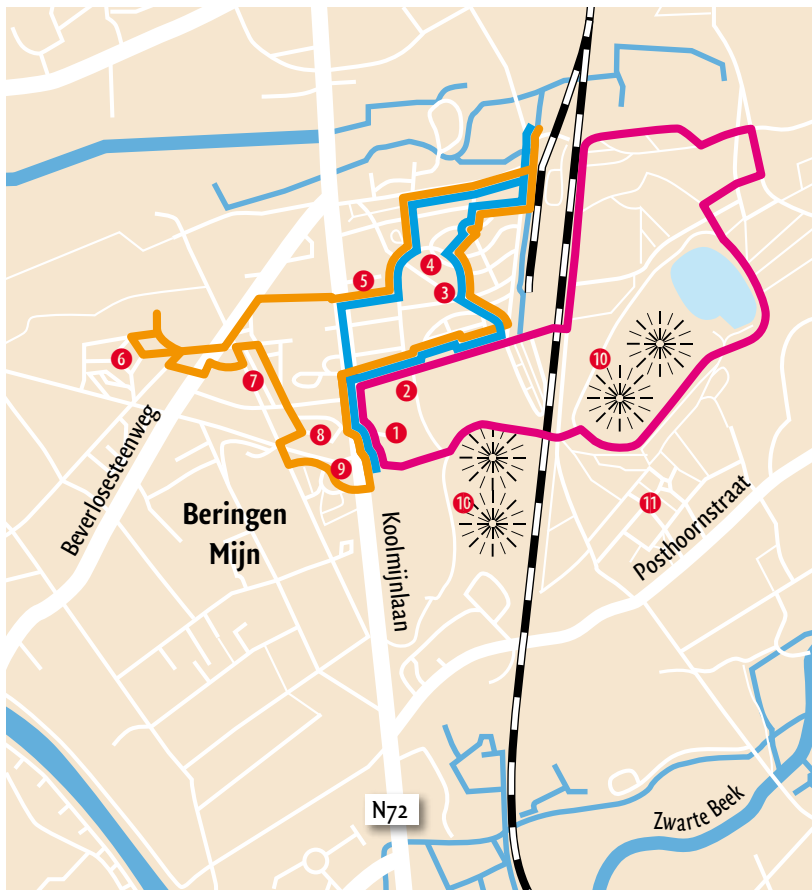 5
4
3
6
7
2
10
8
1
9
10
11
Beverlosesteenweg
Beringen
Mijn
Koolmijnlaan
Posthoornstraat
N72
Zwarte Beek